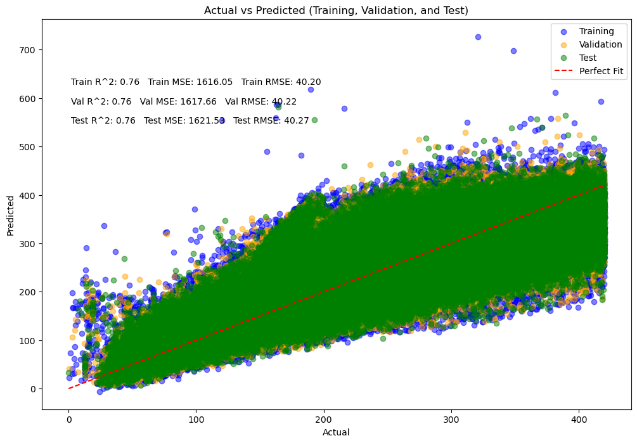 Actual vs Predicted (Training, Validation, and Test)
Training
Validation
Test
Perfect Fit
Train R^2: 0.76 Train MSE: 1616.05 Train RMSE: 40.20
Val R^2: 0.76 Val MSE: 1617.66 Val RMSE: 40.22
Test R^2: 0.76 Test MSE: 1621.53 Test RMSE: 40.27
700
600
500
400
300
200
100
0
Predicted
0 100 200 300 400
Actual